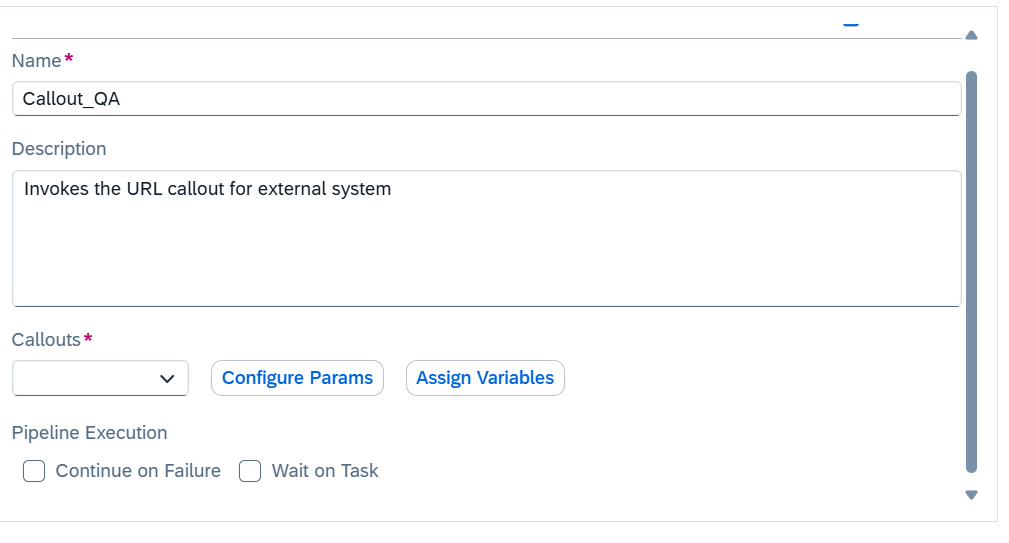 Name*
Callout_QA
Description
Invokes the URL callout for external system
Callouts*
Configure Params Assign Variables
Pipeline Execution
Continue on Failure Wait on Task